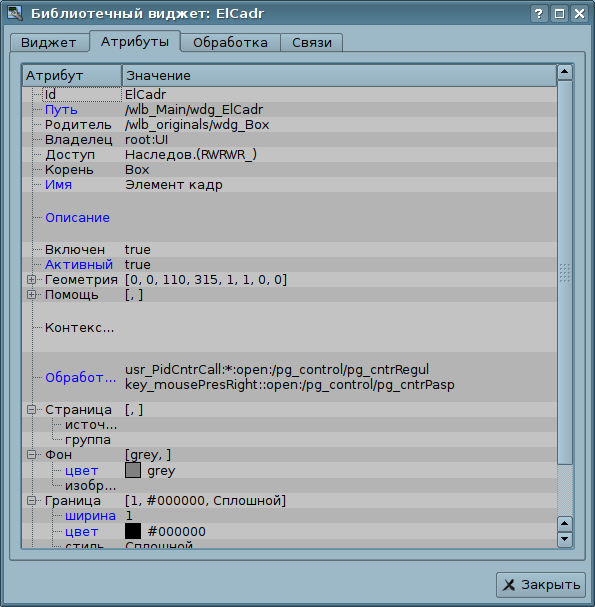 Библиотечный виджет: ElCadr
Виджет Атрибуты Обработка Связи
Атрибут Значение
Id ElCadr
Путь /wlb_Main/wdg_ElCadr
Родитель /wlb_originals/wdg_Box
Владелец root:UI
Доступ Наследов.(RWRWR_)
Корень Box
Имя Элемент кадр
Описание
Включен true
Активный true
Геометрия [0, 0, 110, 315, 1, 1, 0, 0]
Помощь [, ]
Контекс...
Обработ... usr_PidCntrCall:*:open:/pg_control/pg_cntrRegul
key_mousePresRight::open:/pg_control/pg_cntrPasp
Страница [, ]
источ...
группа
Фон [grey, ]
цвет grey
изобр...
Граница [1, #000000, Сплошной]
ширина 1
цвет #000000
стиль Сплошной
Закрыть